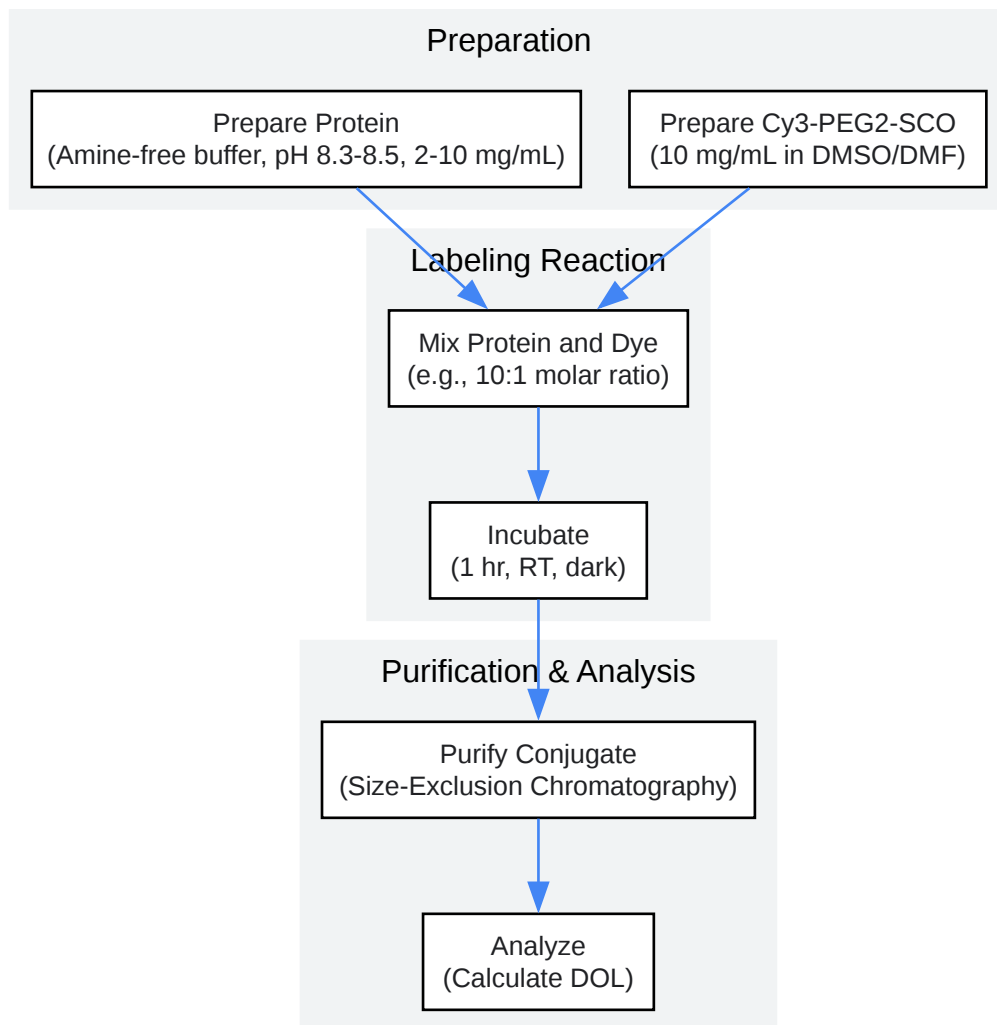 Preparation
Prepare Protein
(Amine-free buffer, pH 8.3-8.5, 2-10 mg/mL)
Prepare Cy3-PEG2-SCO
(10 mg/mL in DMSO/DMF)
Labeling Reaction
Mix Protein and Dye
(e.g., 10:1 molar ratio)
Incubate
(1 hr, RT, dark)
Purification & Analysis
Purify Conjugate
(Size-Exclusion Chromatography)
Analyze
(Calculate DOL)